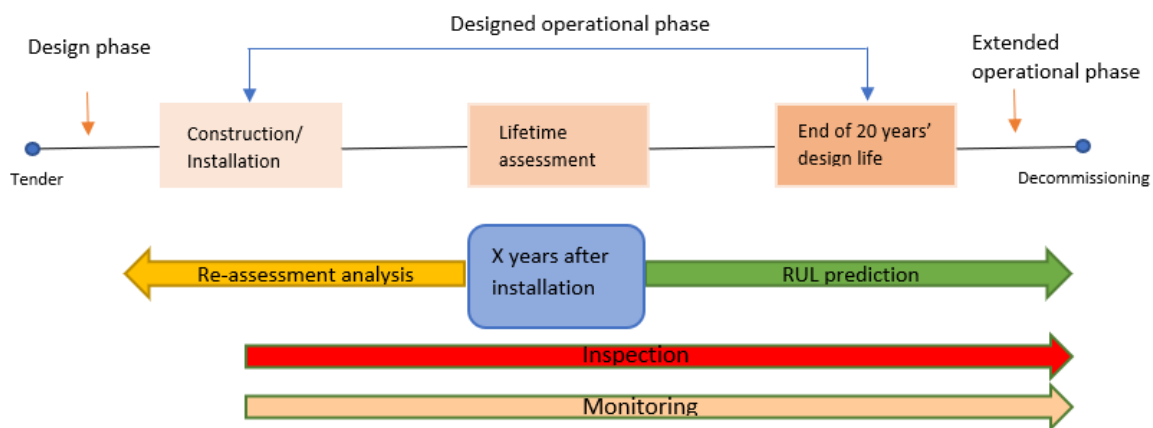 Designed operational phase
Design phase
Extended
operational phase
Construction/
Installation
Lifetime
assessment
End of 20 years'
design life
Tender
Decommissioning
Re-assessment analysis
X years after
installation
RUL prediction
Inspection
Monitoring